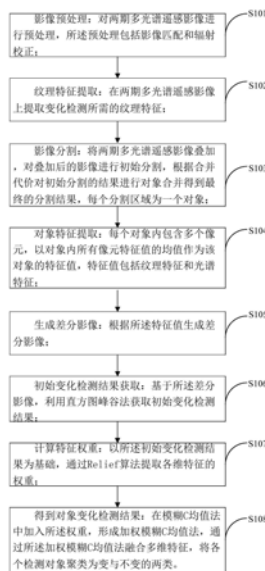 影像预处理:对两期多光谱遥感影像进
行预处理,所述预处理包括影像匹配和辐射
校正;
S101
纹理特征提取:在两期多光谱遥感影像
上提取变化检测所需的纹理特征;
S102
影像分割:将两期多光谱遥感影像叠加
,对叠加后的影像进行初始分割,根据合并
代价对初始分割的结果进行对象合并得到最
终的分割结果,每个分割区域为一个对象;
S103
对象特征提取:每个对象内包含多个像
元,以对象内所有像元特征值的均值作为该
对象的特征值,特征值包括纹理特征和光谱
特征;
S104
生成差分影像:根据所述特征值生成差
分影像;
S105
初始变化检测结果获取:基于所述差分
影像,利用直方图峰谷法获取初始变化检测
结果;
S106
计算特征权重:以所述初始变化检测结
果为基础,通过Relief算法提取各维特征的
权重;
S107
得到对象变化检测结果:在模糊C均值法
中加入所述权重,形成加权模糊C均值法,通
过所述加权模糊C均值法融合多维特征,将各
个检测对象聚类为变与不变的两类。
S108